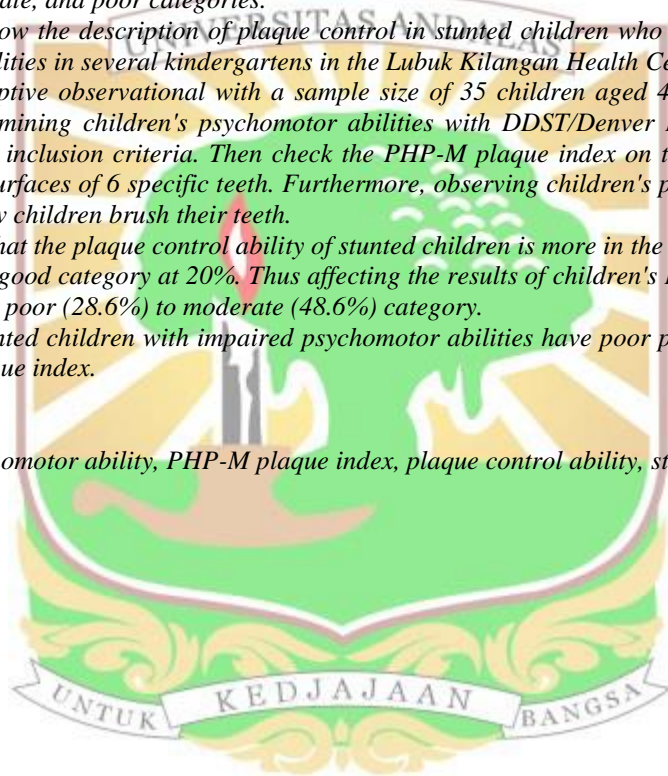 ate, and poor categories.
UNIVERSITAS ANDALAS
ow the description of plaque control in stunted children who
lities in several kindergartens in the Lubuk Kilangan Health Ce
ptive observational with a sample size of 35 children aged 4
mining children's psychomotor abilities with DDST/Denver
inclusion criteria. Then check the PHP-M plaque index on t
urfaces of 6 specific teeth. Furthermore, observing children's p
w children brush their teeth.
hat the plaque control ability of stunted children is more in the
good category at 20%. Thus affecting the results of children's
poor (28.6%) to moderate (48.6%) category.
nted children with impaired psychomotor abilities have poor p
ue index.
omotor ability, PHP-M plaque index, plaque control ability, st
UNTUK KEDJAJAAN BANGSA